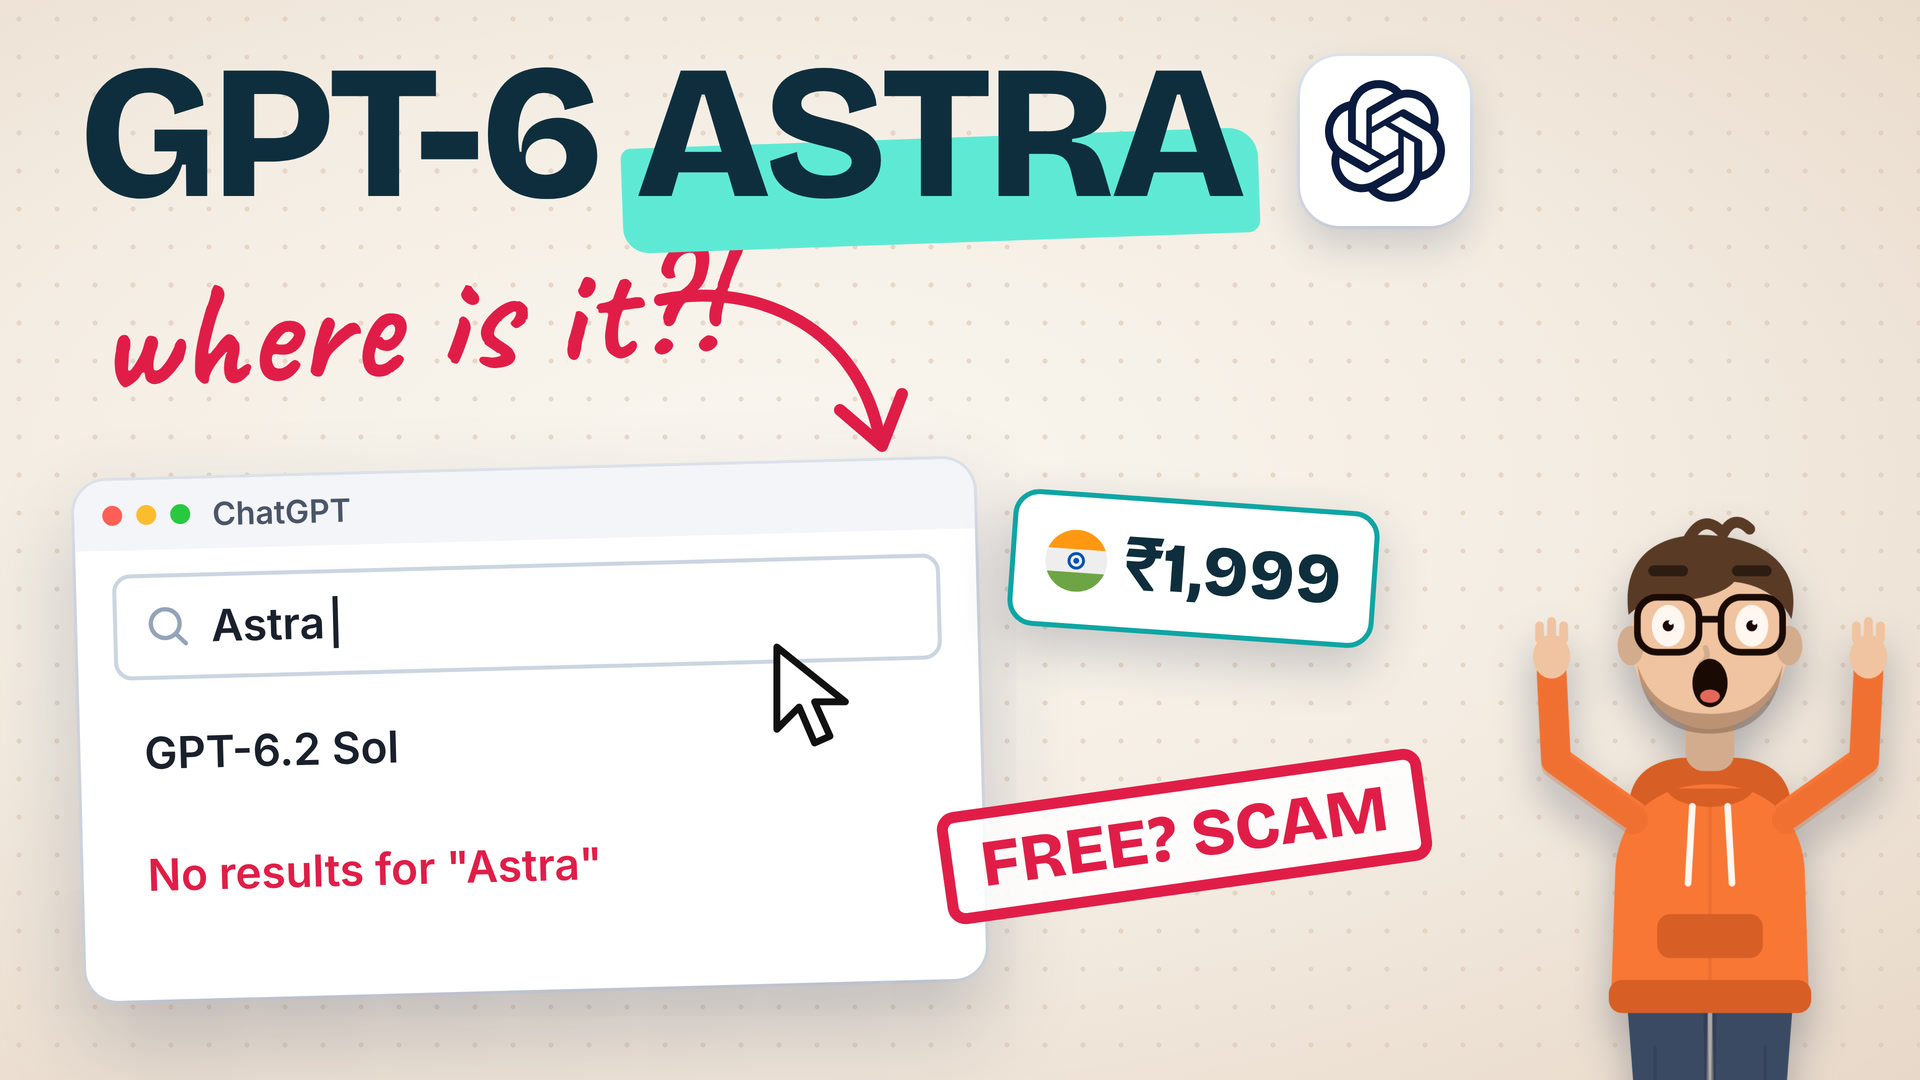 GPT-6 ASTRA
where is it?!
ChatGPT
Astra
₹1,999
GPT-6.2 Sol
FREE? SCAM
No results for "Astra"